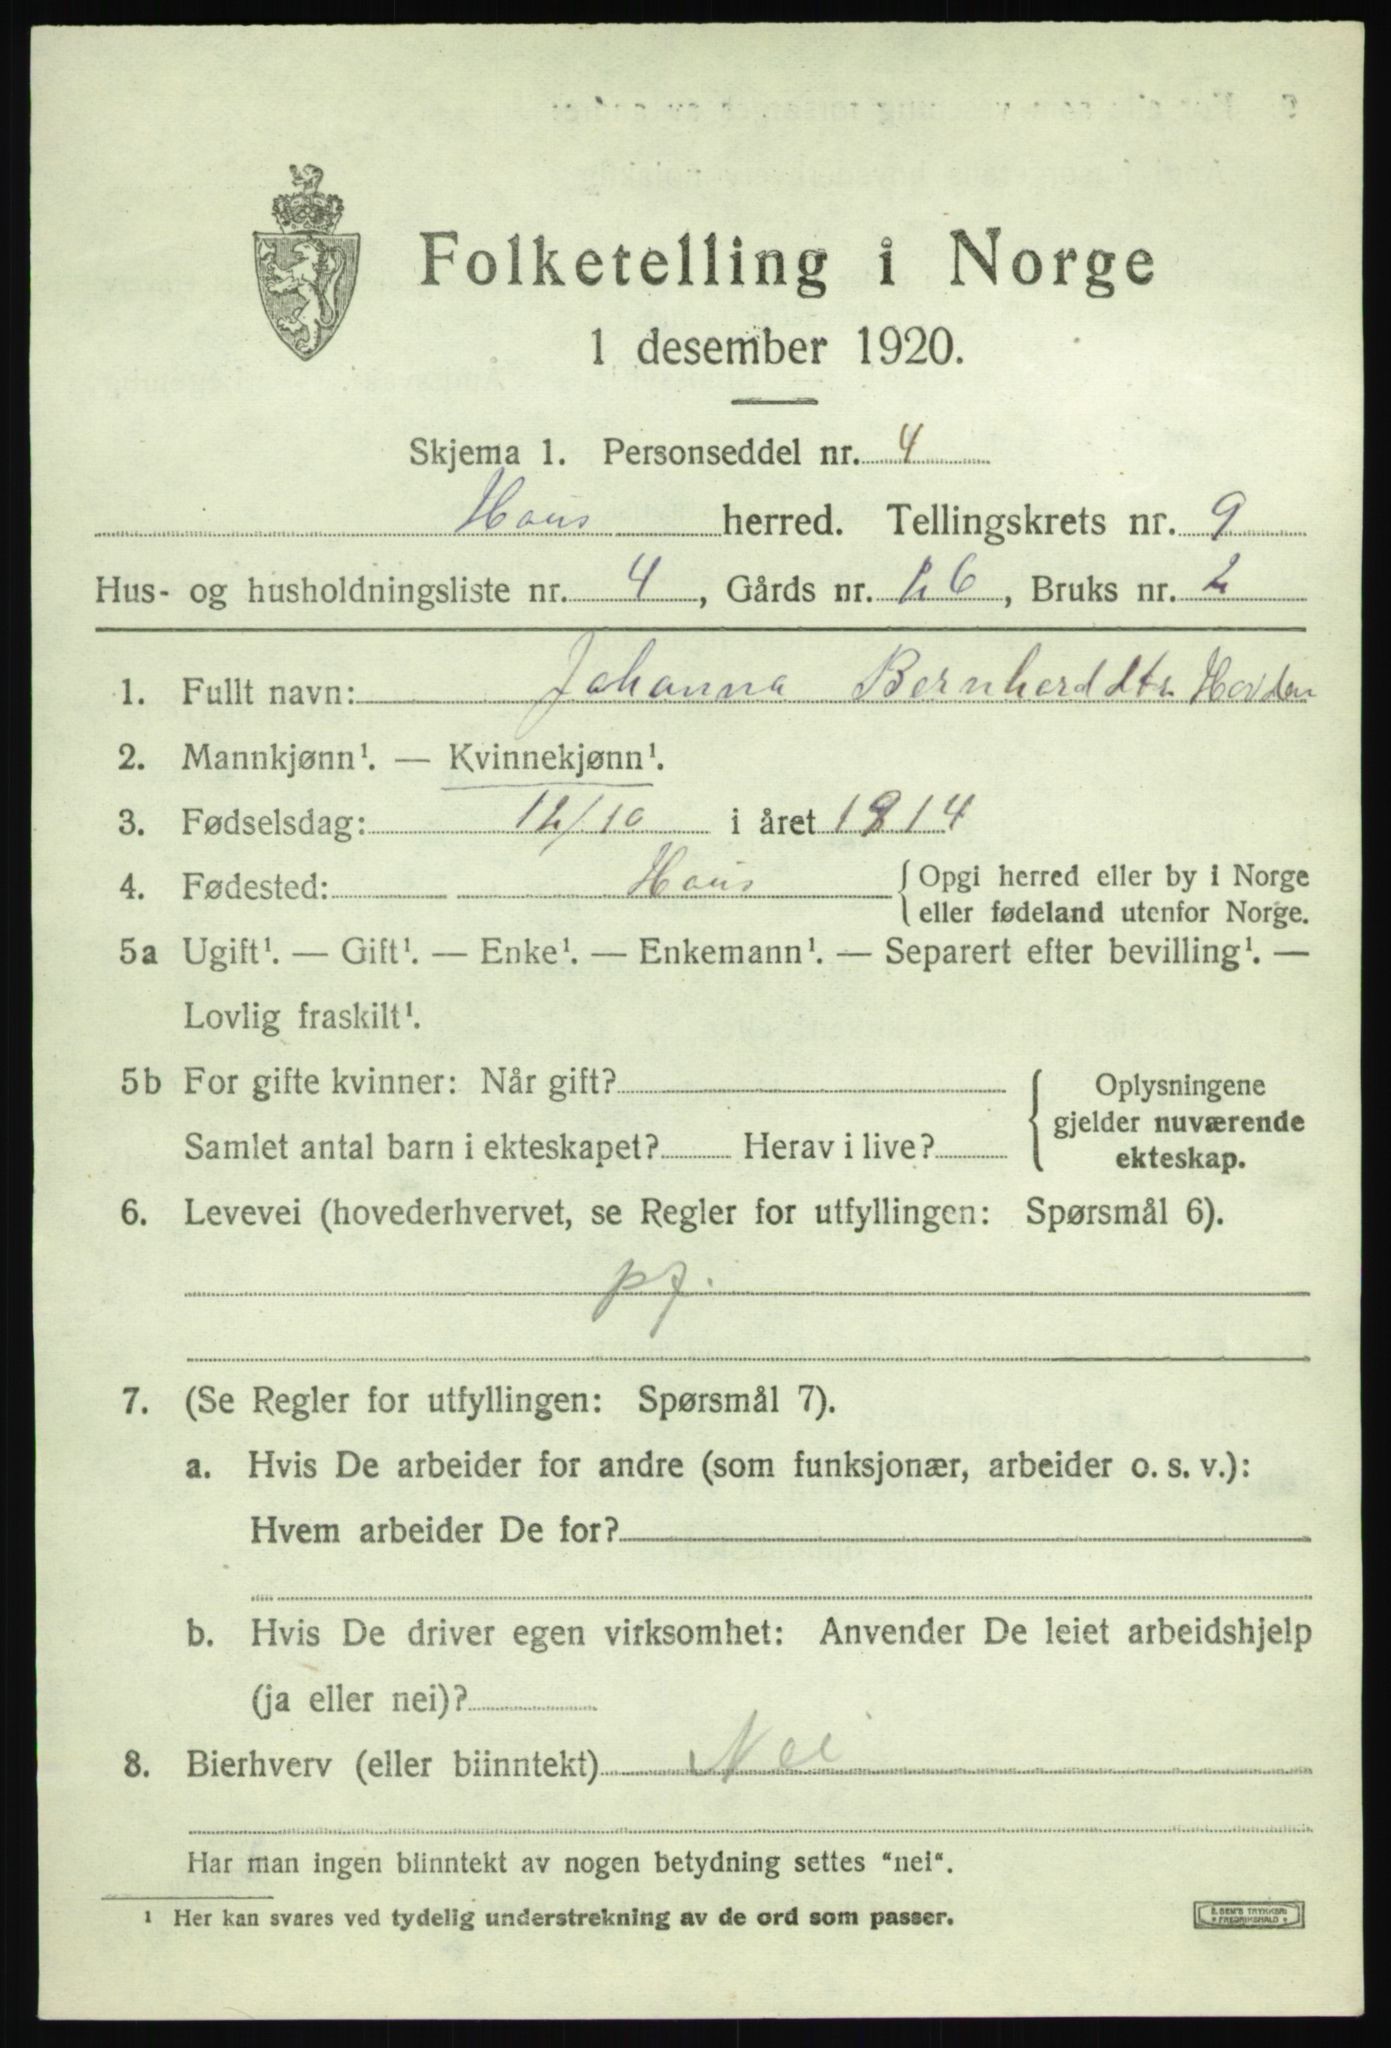 Folketelling i Norge
1 desember 1920.
Skjema 1. Personseddel nr. 4
Haus herred. Tellingskrets nr. 9
Hus- og husholdningsliste nr. 4, Gårds nr. 26, Bruks nr. 2
1. Fullt navn: Johanna Bernharddtr.
2. Mannkjønn¹. — Kvinnekjønn¹.
3. Fødselsdag: 12/10 i året 1914
4. Fødested: Haus { Opgi herred eller by i Norge
eller fødeland utenfor Norge.
5a Ugift¹. — Gift¹. — Enke¹. — Enkemann¹. — Separert efter bevilling¹. —
Lovlig fraskilt¹.
5b For gifte kvinner: Når gift? { Oplysningene
gjelder nuværende
Samlet antal barn i ekteskapet? Herav i live? ekteskap.
6. Levevei (hovederhvervet, se Regler for utfyllingen: Spørsmål 6).
pf.
7. (Se Regler for utfyllingen: Spørsmål 7).
a. Hvis De arbeider for andre (som funksjonær, arbeider o. s. v.):
Hvem arbeider De for?
b. Hvis De driver egen virksomhet: Anvender De leiet arbeidshjelp
(ja eller nei)?
8. Bierhverv (eller biinntekt) Nei
Har man ingen biinntekt av nogen betydning settes "nei".
¹ Her kan svares ved tydelig understrekning av de ord som passer.
E. SEM'S TRYKKERI
FREDRIKSHALD